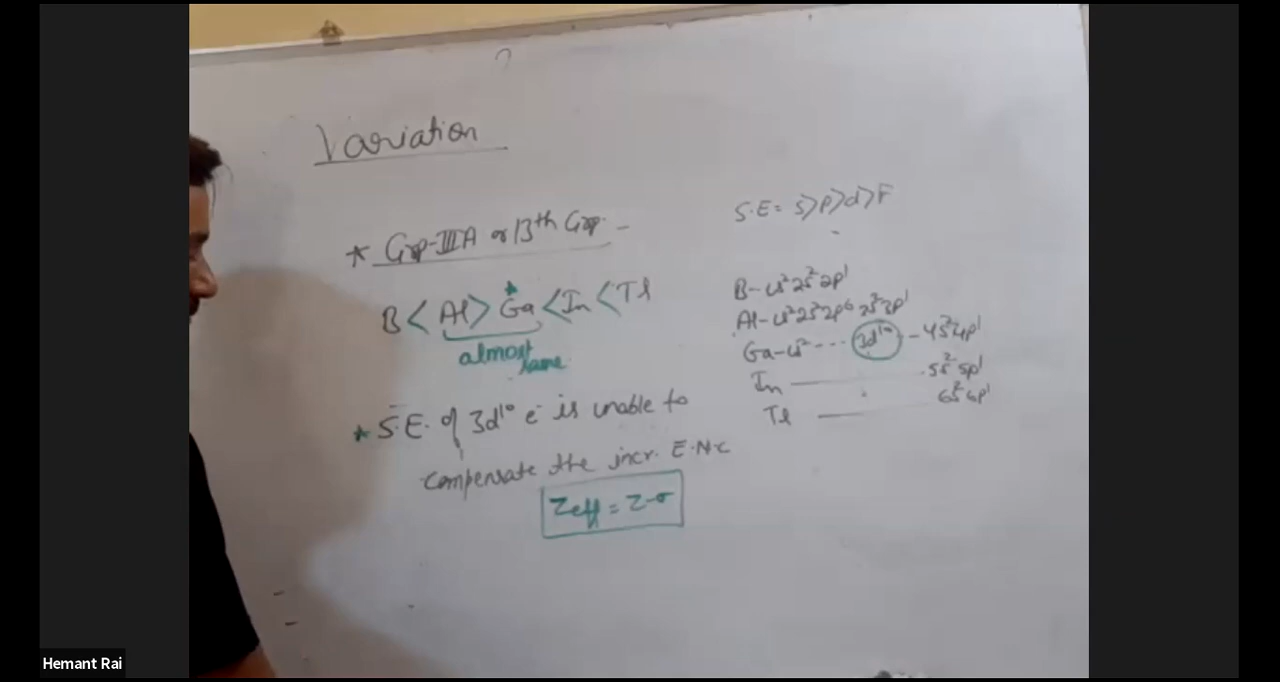 Variation
* Grp-IIIA or 13th Grp. -
B < Al > Ga < In < Tl
almost same
* S.E. of 3d¹⁰ e⁻ is unable to
compensate the incr. E.N.C
Zeff = Z-σ
S.E = s>p>d>F
B-1s²2s²2p¹
Al-1s²2s²2p⁶2s²3p¹
Ga-1s²---- 3d¹⁰ -4s²4p¹
In ——— 5s²5p¹
Tl —— 6s²6p¹
Hemant Rai